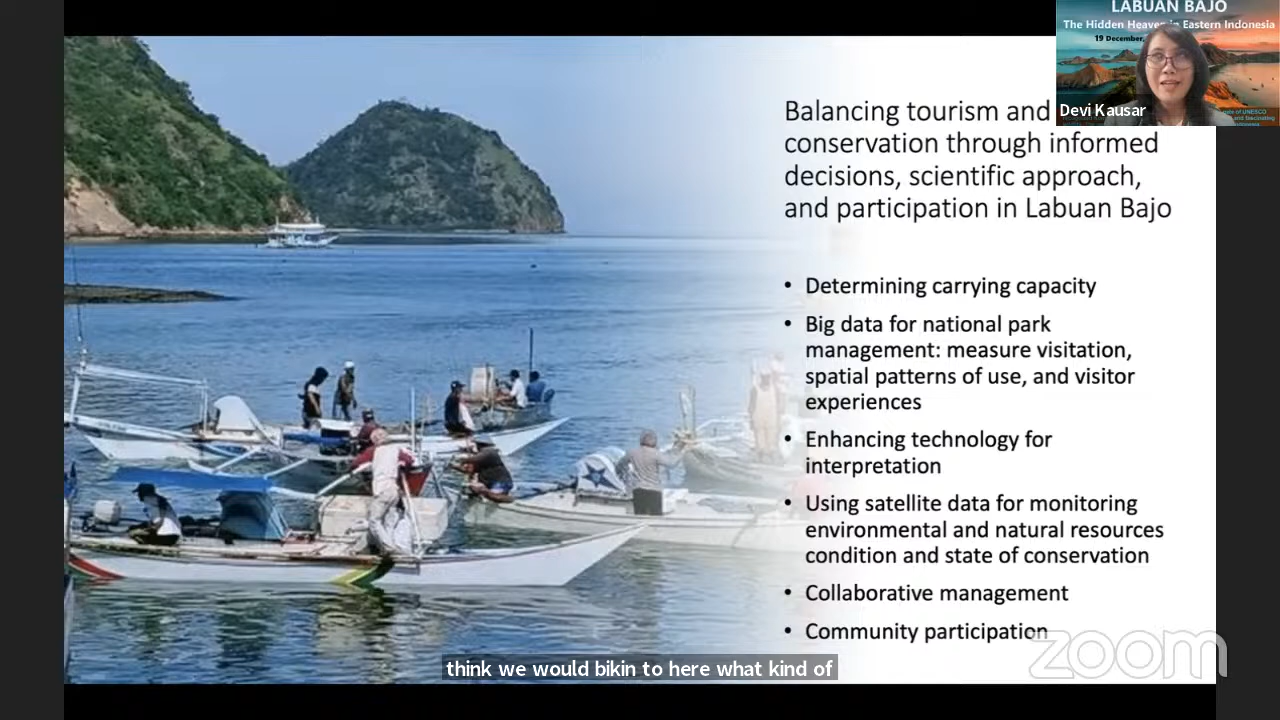 LABUAN BAJO
The Hidden Heaven in Eastern Indonesia
19 December,
Devi Kausar
Balancing tourism and
conservation through informed
decisions, scientific approach,
and participation in Labuan Bajo
• Determining carrying capacity
• Big data for national park
management: measure visitation,
spatial patterns of use, and visitor
experiences
• Enhancing technology for
interpretation
• Using satellite data for monitoring
environmental and natural resources
condition and state of conservation
• Collaborative management
• Community participation
zoom
think we would bikin to here what kind of